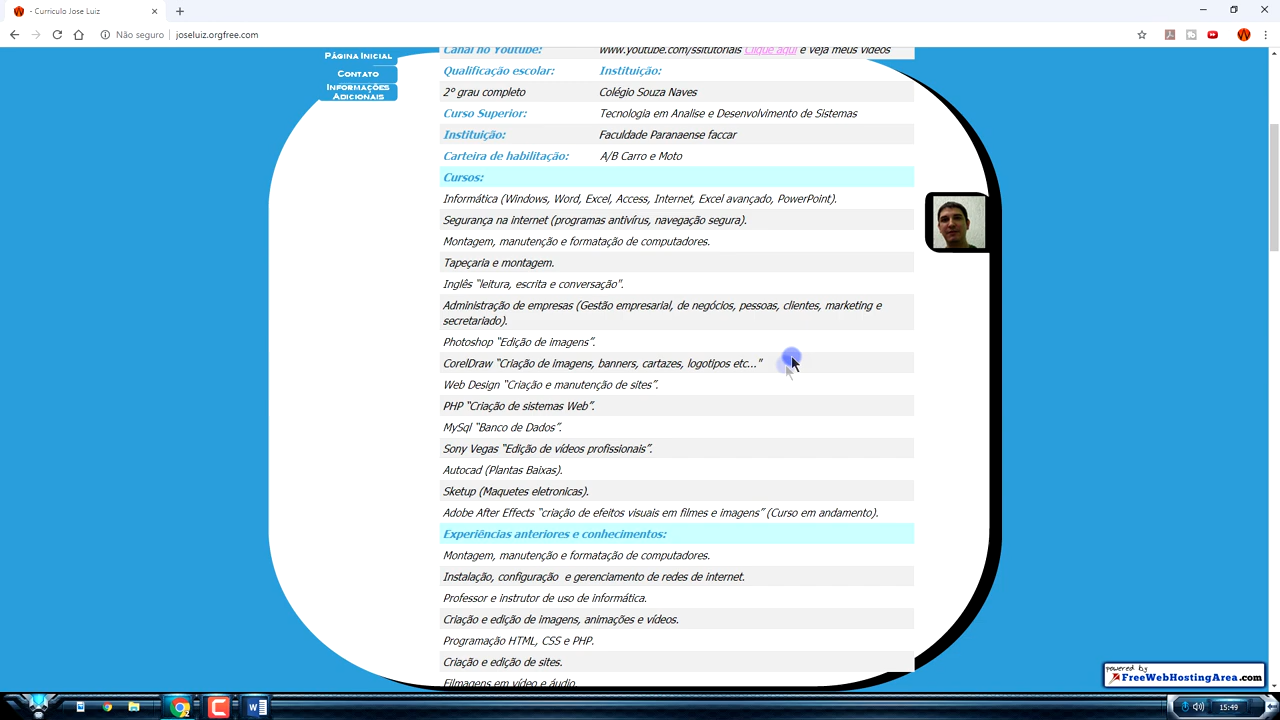 - Curriculo Jose Luiz
Não seguro
joseluiz.orgfree.com
Página Inicial
Contato
Informações
Adicionais
Canal no Youtube: www.youtube.com/ssitutoriais Clique aqui e veja meus vídeos
Qualificação escolar: Instituição:
2° grau completo Colégio Souza Naves
Curso Superior: Tecnologia em Analise e Desenvolvimento de Sistemas
Instituição: Faculdade Paranaense faccar
Carteira de habilitação: A/B Carro e Moto
Cursos:
Informática (Windows, Word, Excel, Access, Internet, Excel avançado, PowerPoint).
Segurança na internet (programas antivírus, navegação segura).
Montagem, manutenção e formatação de computadores.
Tapeçaria e montagem.
Inglês "leitura, escrita e conversação".
Administração de empresas (Gestão empresarial, de negócios, pessoas, clientes, marketing e
secretariado).
Photoshop "Edição de imagens".
CorelDraw "Criação de imagens, banners, cartazes, logotipos etc..."
Web Design "Criação e manutenção de sites".
PHP "Criação de sistemas Web".
MySql "Banco de Dados".
Sony Vegas "Edição de vídeos profissionais".
Autocad (Plantas Baixas).
Sketup (Maquetes eletronicas).
Adobe After Effects "criação de efeitos visuais em filmes e imagens" (Curso em andamento).
Experiências anteriores e conhecimentos:
Montagem, manutenção e formatação de computadores.
Instalação, configuração e gerenciamento de redes de internet.
Professor e instrutor de uso de informática.
Criação e edição de imagens, animações e vídeos.
Programação HTML, CSS e PHP.
Criação e edição de sites.
Filmagens em vídeo e áudio.
powered by
FreeWebHostingArea.com
15:49